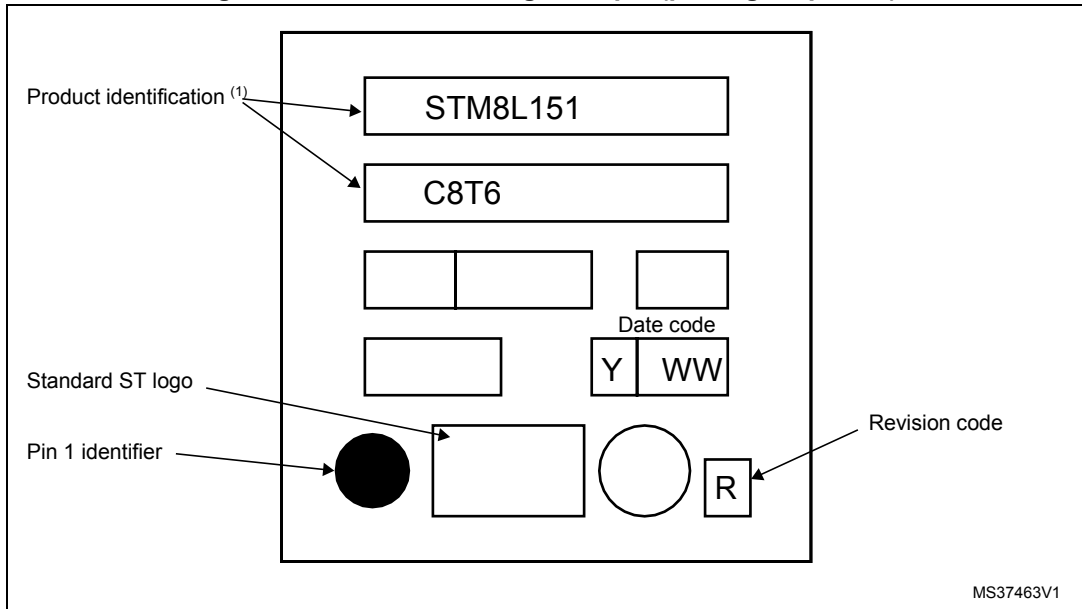 Product identification (1)
STM8L151
C8T6
Date code
Y WW
Standard ST logo
Revision code
Pin 1 identifier
R
MS37463V1